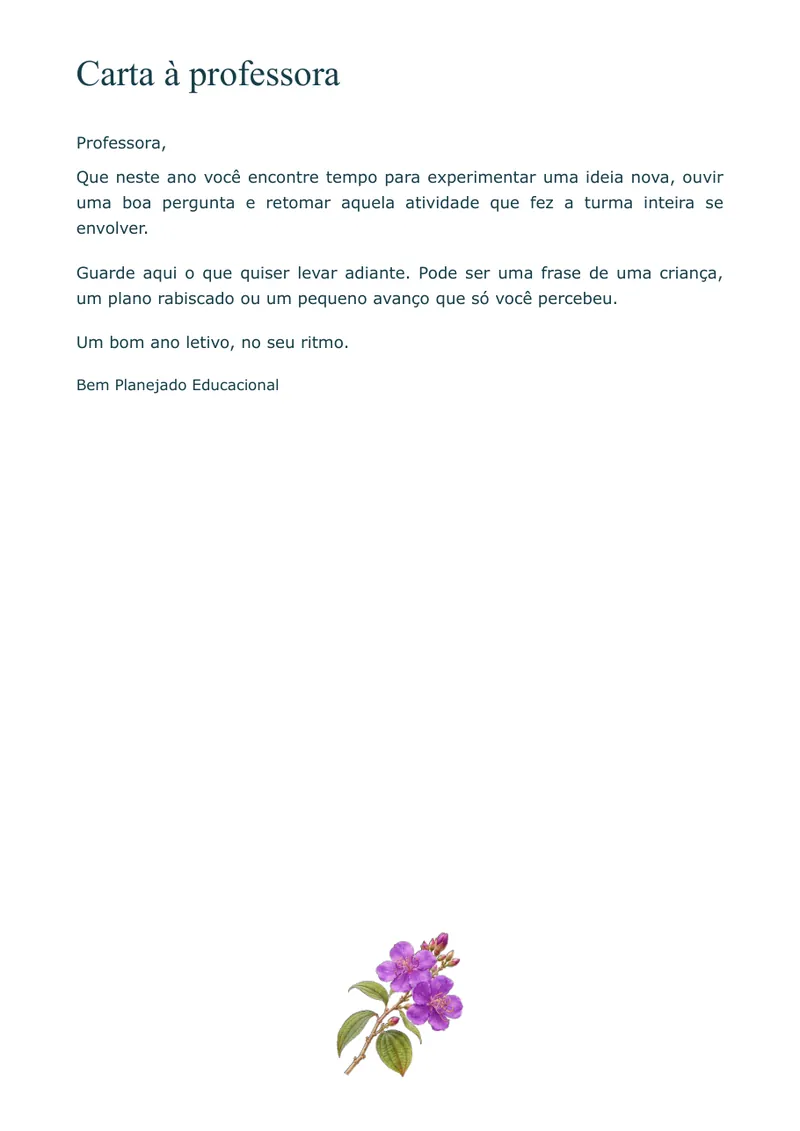 Carta à professora
Professora,
Que neste ano você encontre tempo para experimentar uma ideia nova, ouvir
uma boa pergunta e retomar aquela atividade que fez a turma inteira se
envolver.
Guarde aqui o que quiser levar adiante. Pode ser uma frase de uma criança,
um plano rabiscado ou um pequeno avanço que só você percebeu.
Um bom ano letivo, no seu ritmo.
Bem Planejado Educacional